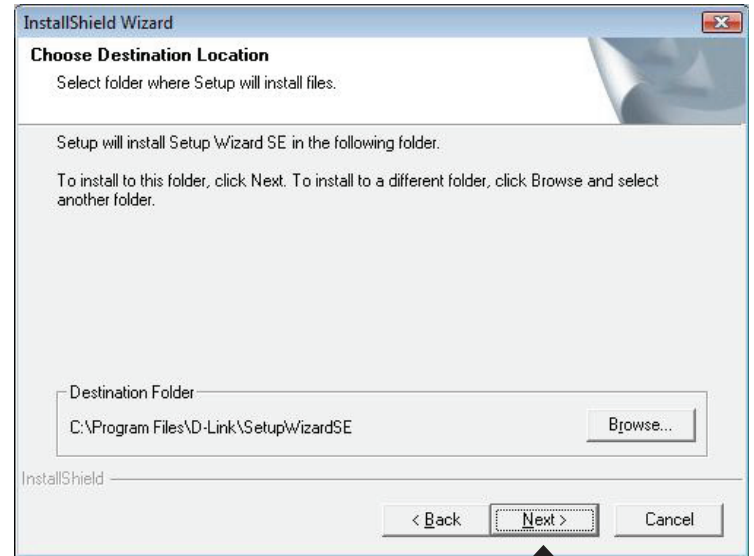 InstallShield Wizard
Choose Destination Location
Select folder where Setup will install files.
Setup will install Setup Wizard SE in the following folder.
To install to this folder, click Next. To install to a different folder, click Browse and select
another folder.
Destination Folder
C:\Program Files\D-Link\SetupWizardSE
Browse...
InstallShield
< Back
Next >
Cancel